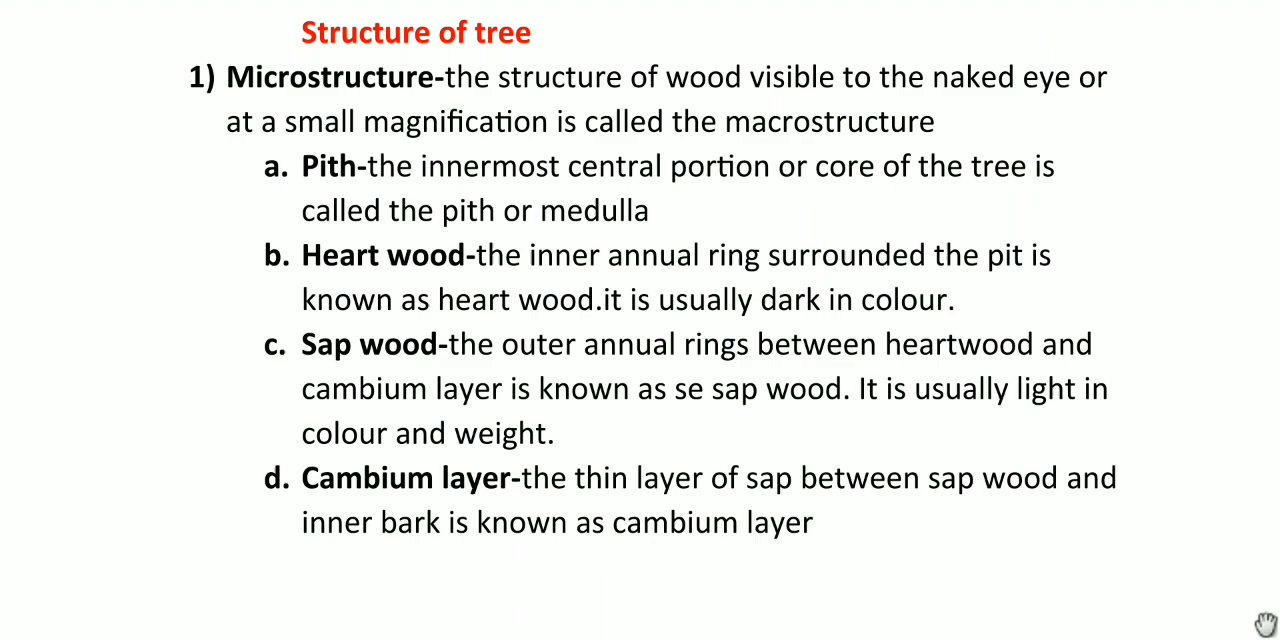 Structure of tree
1) Microstructure-the structure of wood visible to the naked eye or
at a small magnification is called the macrostructure
a. Pith-the innermost central portion or core of the tree is
called the pith or medulla
b. Heart wood-the inner annual ring surrounded the pit is
known as heart wood.it is usually dark in colour.
c. Sap wood-the outer annual rings between heartwood and
cambium layer is known as se sap wood. It is usually light in
colour and weight.
d. Cambium layer-the thin layer of sap between sap wood and
inner bark is known as cambium layer